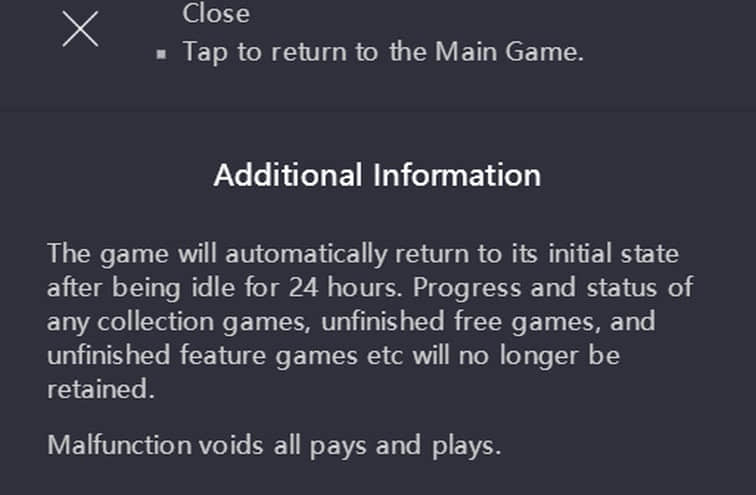 Close
▪ Tap to return to the Main Game.
Additional Information
The game will automatically return to its initial state
after being idle for 24 hours. Progress and status of
any collection games, unfinished free games, and
unfinished feature games etc will no longer be
retained.
Malfunction voids all pays and plays.